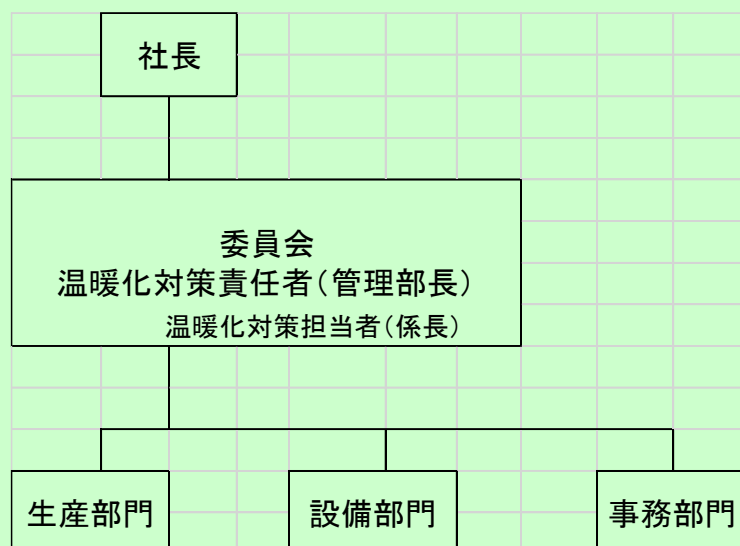 社長
委員会
温暖化対策責任者(管理部長)
温暖化対策担当者(係長)
生産部門 設備部門 事務部門